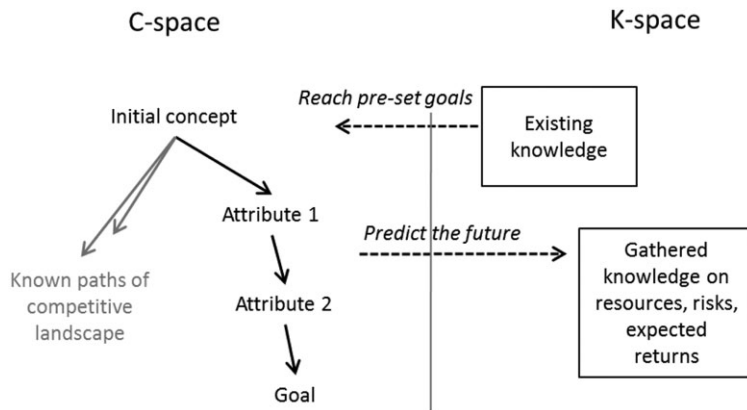 C-space
K-space
Reach pre-set goals
Initial concept
Existing
knowledge
Attribute 1
Predict the future
Known paths of
competitive
landscape
Attribute 2
Gathered
knowledge on
resources, risks,
expected
returns
Goal